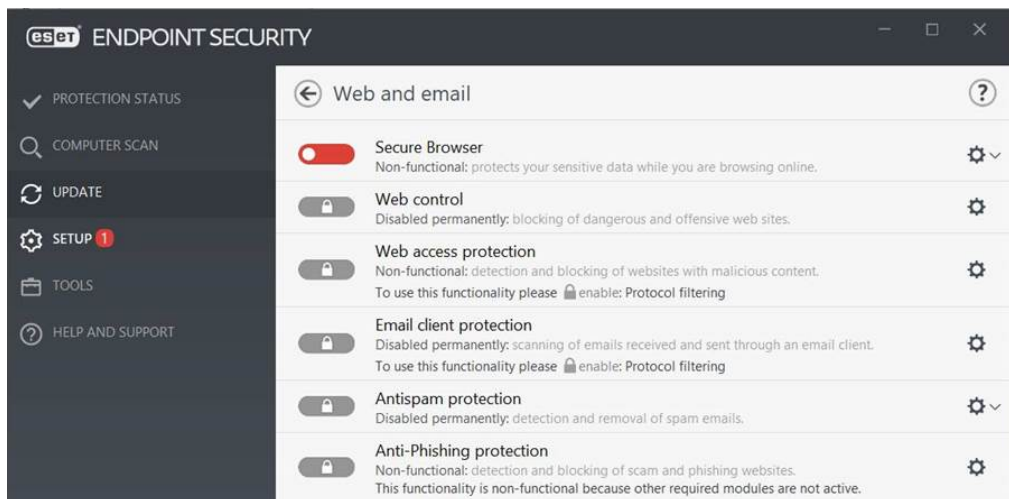 eset ENDPOINT SECURITY
PROTECTION STATUS
COMPUTER SCAN
UPDATE
SETUP 1
TOOLS
HELP AND SUPPORT
Web and email
?
Secure Browser
Non-functional: protects your sensitive data while you are browsing online.
Web control
Disabled permanently: blocking of dangerous and offensive web sites.
Web access protection
Non-functional: detection and blocking of websites with malicious content.
To use this functionality please enable: Protocol filtering
Email client protection
Disabled permanently: scanning of emails received and sent through an email client.
To use this functionality please enable: Protocol filtering
Antispam protection
Disabled permanently: detection and removal of spam emails.
Anti-Phishing protection
Non-functional: detection and blocking of scam and phishing websites.
This functionality is non-functional because other required modules are not active.